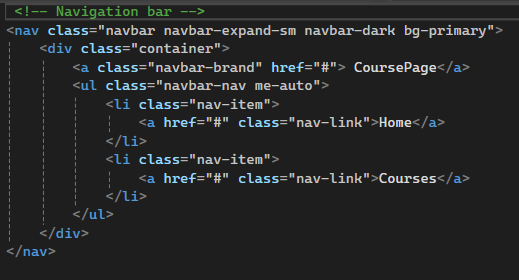 <!-- Navigation bar -->
<nav class="navbar navbar-expand-sm navbar-dark bg-primary">
<div class="container">
<a class="navbar-brand" href="#"> CoursePage</a>
<ul class="navbar-nav me-auto">
<li class="nav-item">
<a href="#" class="nav-link">Home</a>
</li>
<li class="nav-item">
<a href="#" class="nav-link">Courses</a>
</li>
</ul>
</div>
</nav>